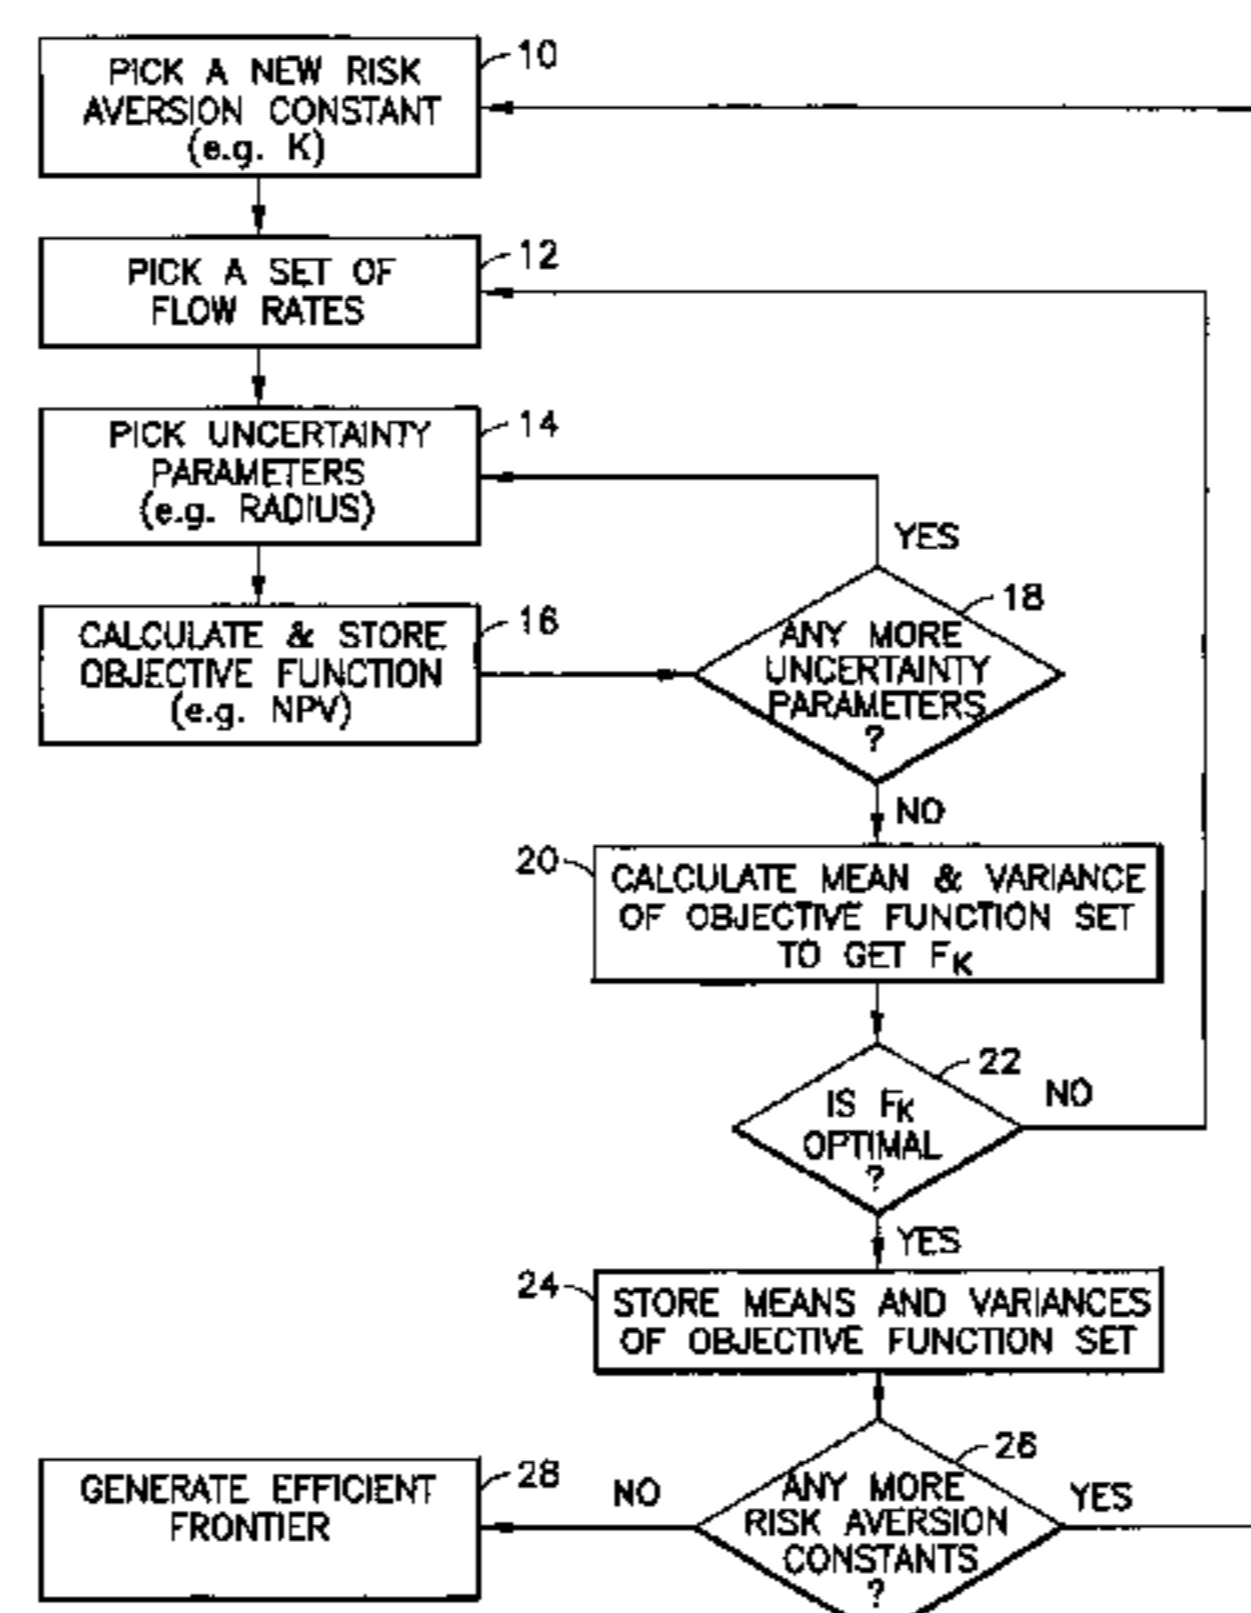 PICK A NEW RISK
AVERSION CONSTANT
(e.g. K)
10
PICK A SET OF
FLOW RATES
12
PICK UNCERTAINTY
PARAMETERS
(e.g. RADIUS)
14
YES
CALCULATE & STORE
OBJECTIVE FUNCTION
(e.g. NPV)
16
18
ANY MORE
UNCERTAINTY
PARAMETERS
?
NO
20
CALCULATE MEAN & VARIANCE
OF OBJECTIVE FUNCTION SET
TO GET FK
22
IS FK
OPTIMAL
?
NO
YES
24
STORE MEANS AND VARIANCES
OF OBJECTIVE FUNCTION SET
26
ANY MORE
RISK AVERSION
CONSTANTS
?
YES
NO
28
GENERATE EFFICIENT
FRONTIER